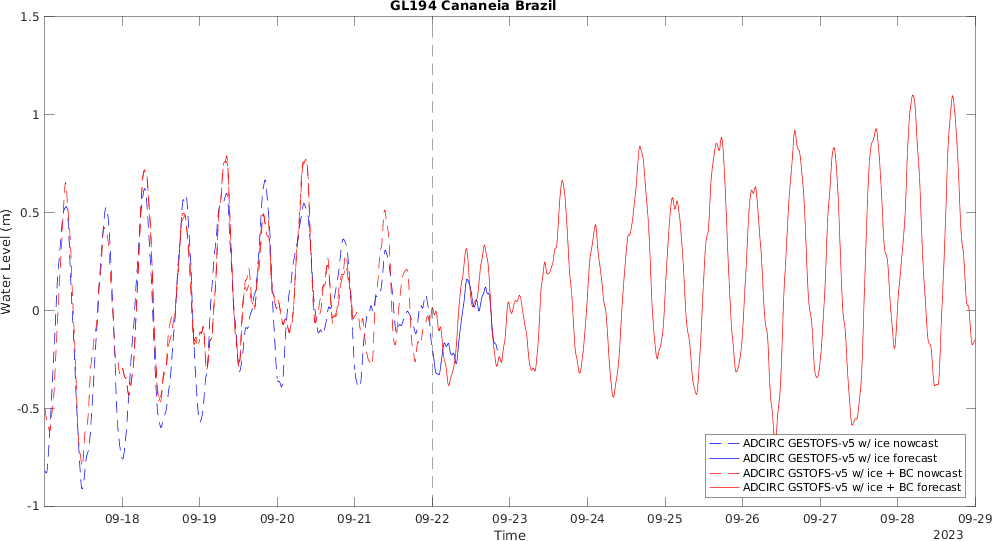 GL194 Cananeia Brazil
1.5
1
0.5
0
-0.5
-1
Water Level (m)
09-18 09-19 09-20 09-21 09-22 09-23 09-24 09-25 09-26 09-27 09-28 09-29
Time
2023
ADCIRC GESTOFS-v5 w/ ice nowcast
ADCIRC GESTOFS-v5 w/ ice forecast
ADCIRC GSTOFS-v5 w/ ice + BC nowcast
ADCIRC GSTOFS-v5 w/ ice + BC forecast